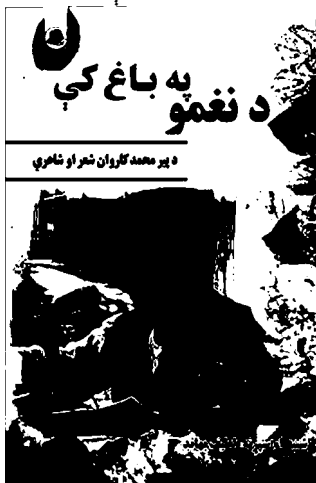 د نغمو
په باغ کې
د پیر محمد کاروان شعر او شاعري